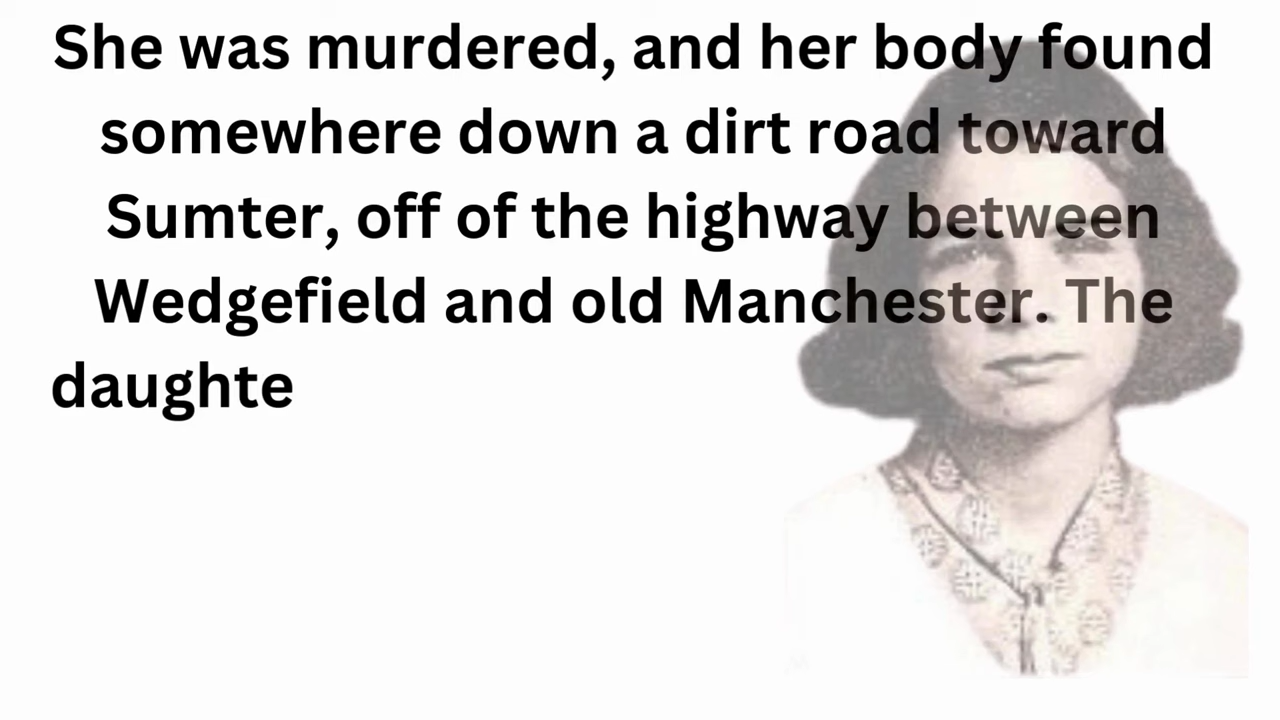 She was murdered, and her body found
somewhere down a dirt road toward
Sumter, off of the highway between
Wedgefield and old Manchester. The
daughte